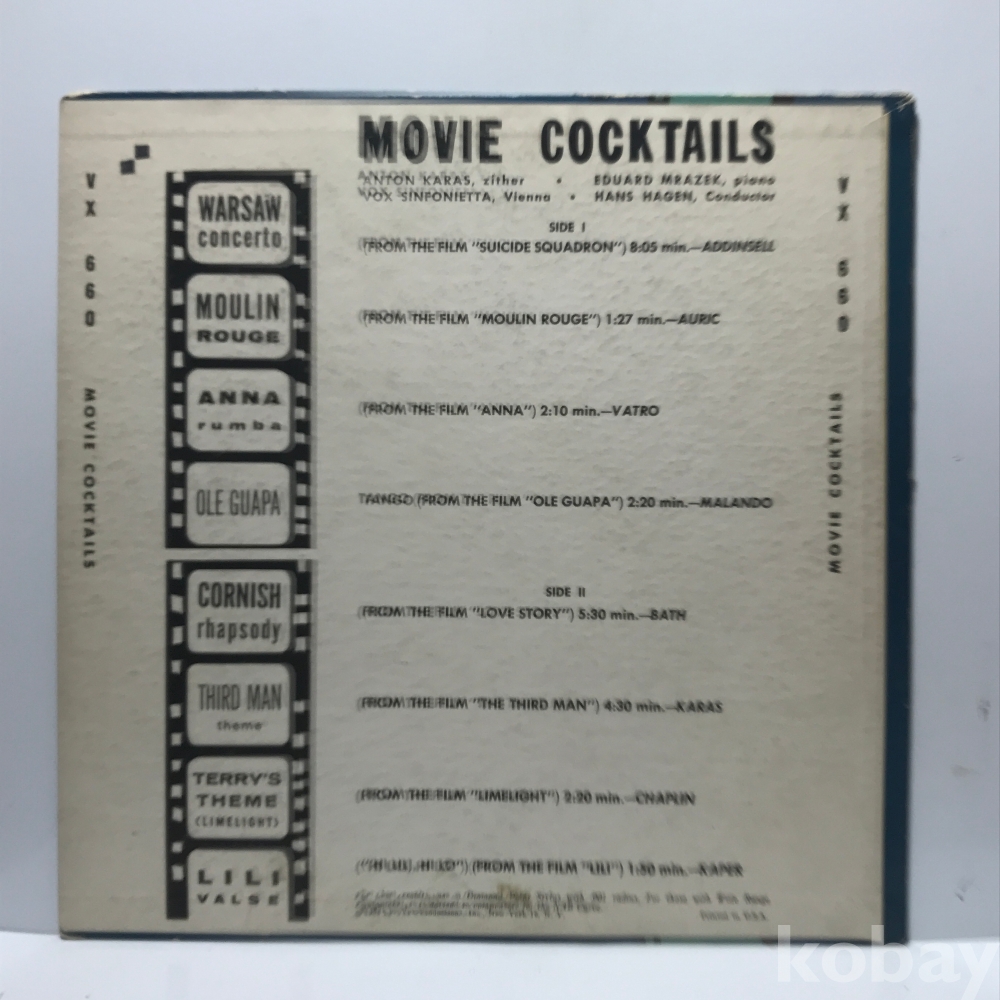 MOVIE COCKTAILS
ANTON KARAS, zither • EDUARD MRAZEK, piano
VOX SINFONIETTA, Vienna • HANS HAGEN, Conductor
VX 660
MOVIE COCKTAILS
SIDE I
WARSAW
concerto
(FROM THE FILM "SUICIDE SQUADRON") 8:05 min.—ADDINSELL
MOULIN
ROUGE
(FROM THE FILM "MOULIN ROUGE") 1:27 min.—AURIC
ANNA
rumba
(FROM THE FILM "ANNA") 2:10 min.—VATRO
OLE GUAPA
TANGO (FROM THE FILM "OLE GUAPA") 2:20 min.—MALANDO
SIDE II
CORNISH
rhapsody
(FROM THE FILM "LOVE STORY") 5:30 min.—BATH
THIRD MAN
theme
(FROM THE FILM "THE THIRD MAN") 4:30 min.—KARAS
TERRY'S
THEME
(LIMELIGHT)
(FROM THE FILM "LIMELIGHT") 2:20 min.—CHAPLIN
LILI
VALSE
("HI LILI, HI LO") (FROM THE FILM "LILI") 1:50 min.—KAPER
Printed in U.S.A.
VX 660
MOVIE COCKTAILS
kobay